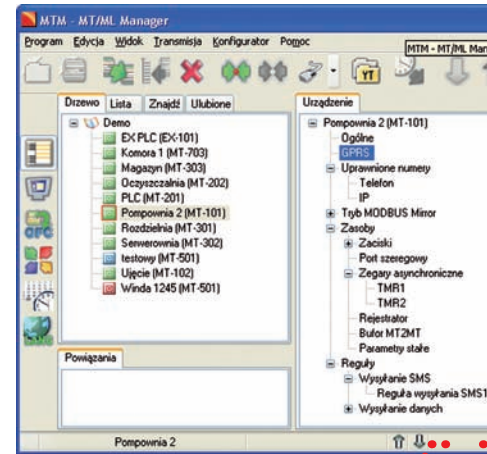 MTM - MT/ML Manager
Program Edycja Widok Transmisja Konfigurator Pomoc
MTM - MT/ML Man
YT
Drzewo Lista Znajdź Ulubione
Demo
EX PLC (EX-101)
Komora 1 (MT-703)
Magazyn (MT-303)
Oczyszczalnia (MT-202)
PLC (MT-201)
Pompownia 2 (MT-101)
Rozdzielnia (MT-301)
Serwerownia (MT-302)
testowy (MT-501)
Ujęcie (MT-102)
Winda 1245 (MT-501)
Powiązania
Urządzenie
Pompownia 2 (MT-101)
Ogólne
GPRS
Uprawnione numery
Telefon
IP
Tryb MODBUS Mirror
Zasoby
Zaciski
Port szeregowy
Zegary asynchroniczne
TMR1
TMR2
Rejestrator
Bufor MT2MT
Parametry stałe
Reguły
Wysyłanie SMS
Reguła wysyłania SMS1
Wysyłanie danych
Pompownia 2